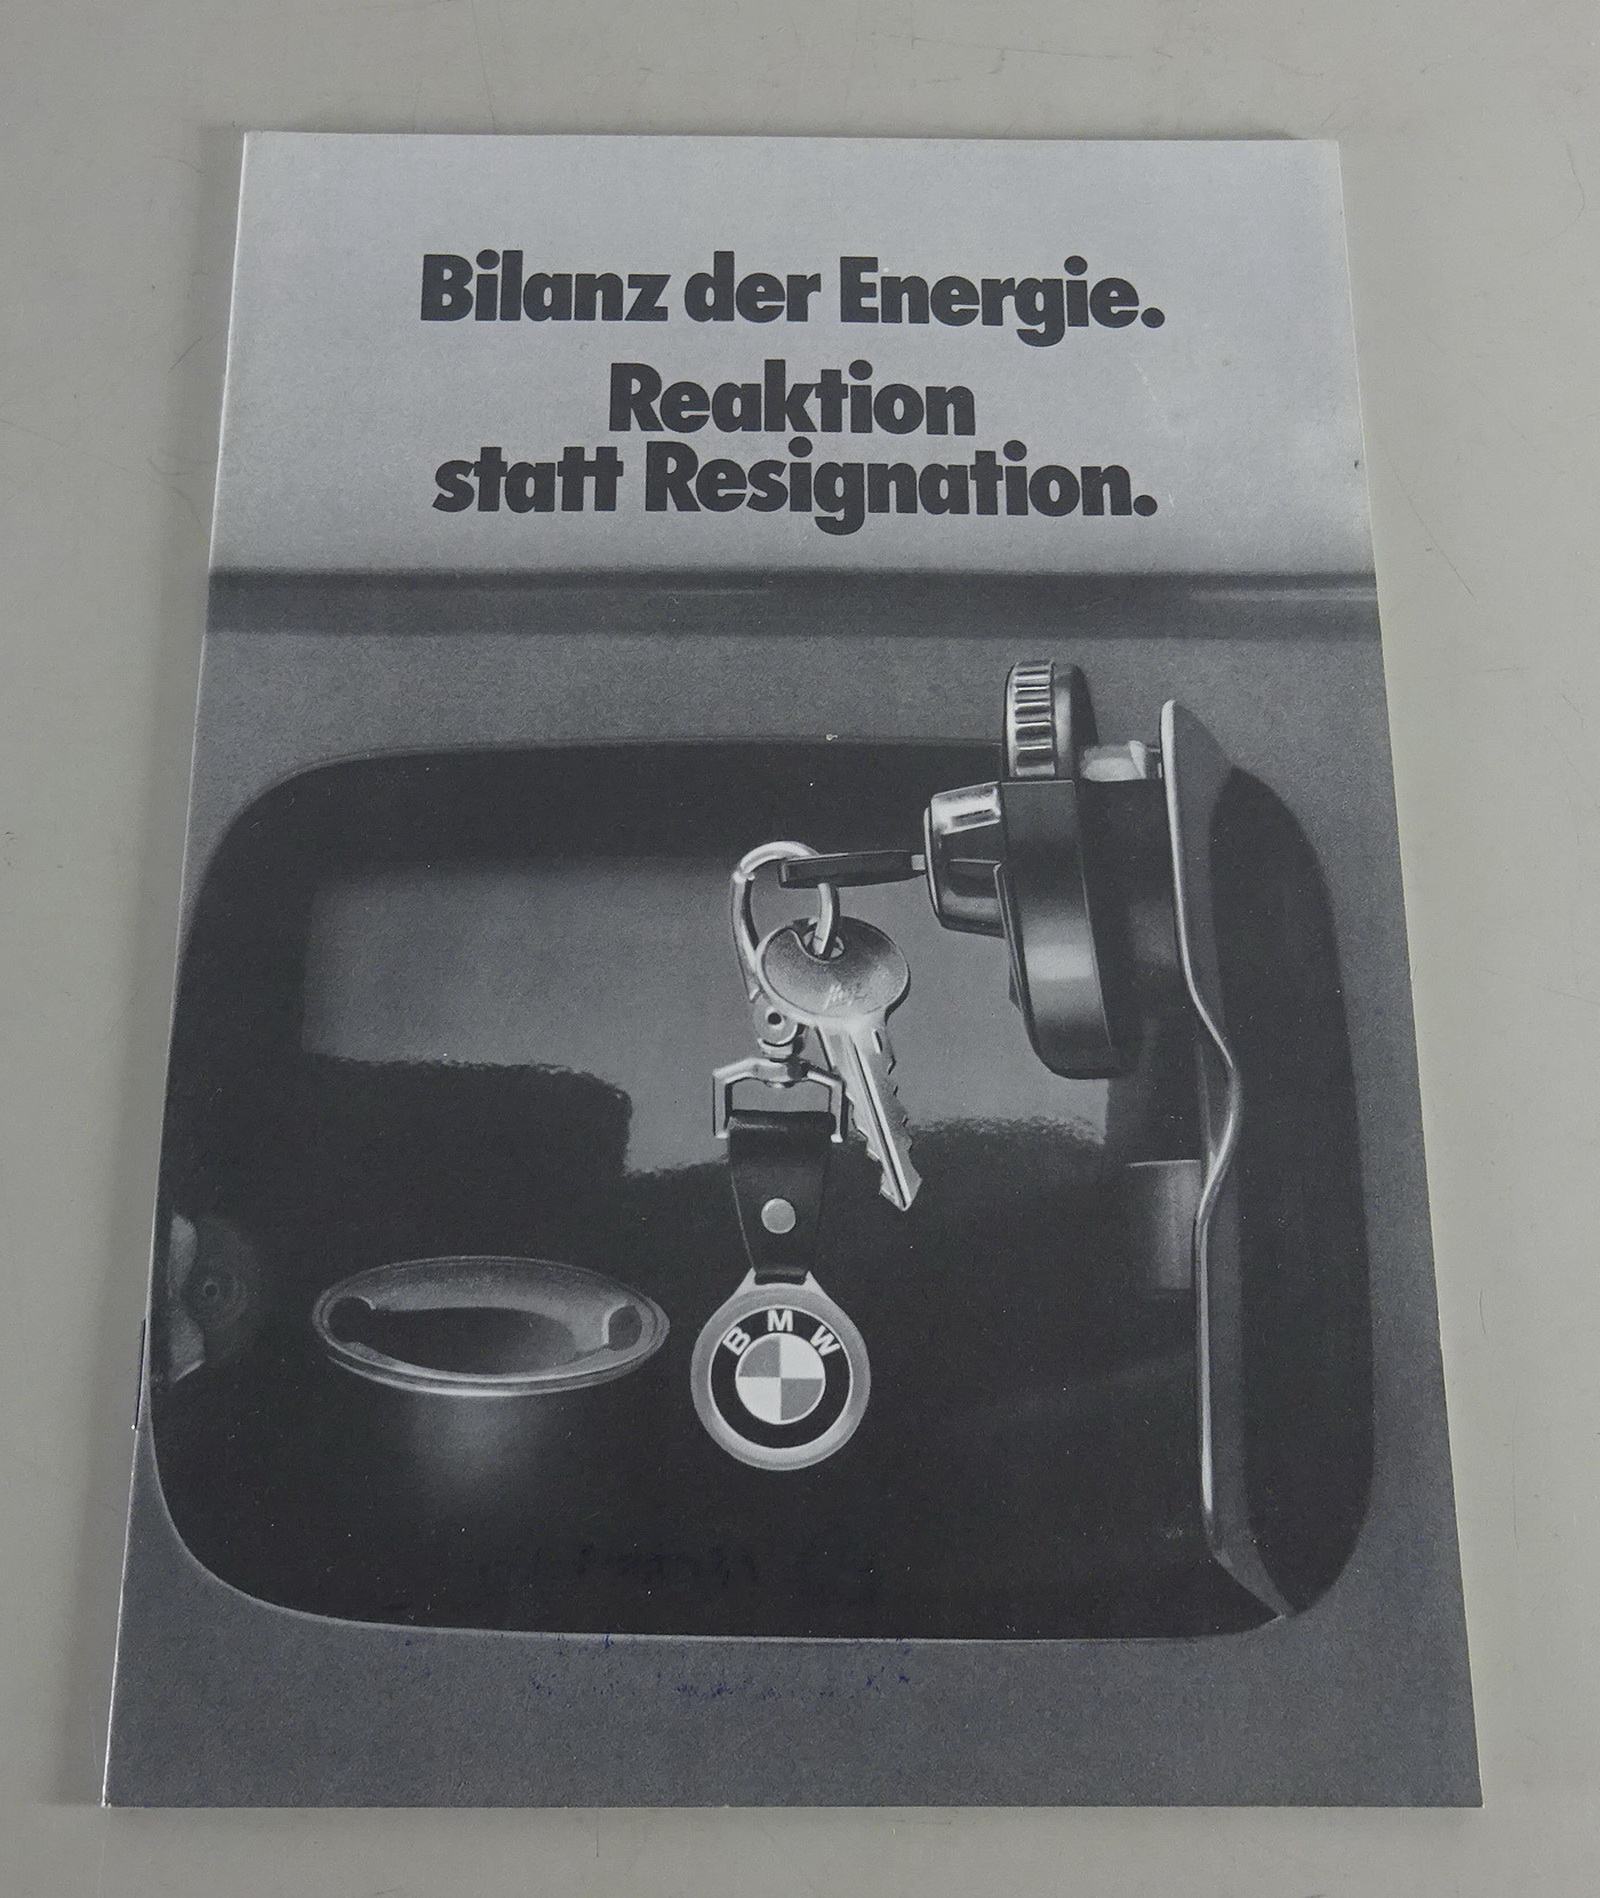 Bilanz der Energie.
Reaktion
statt Resignation.
BMW